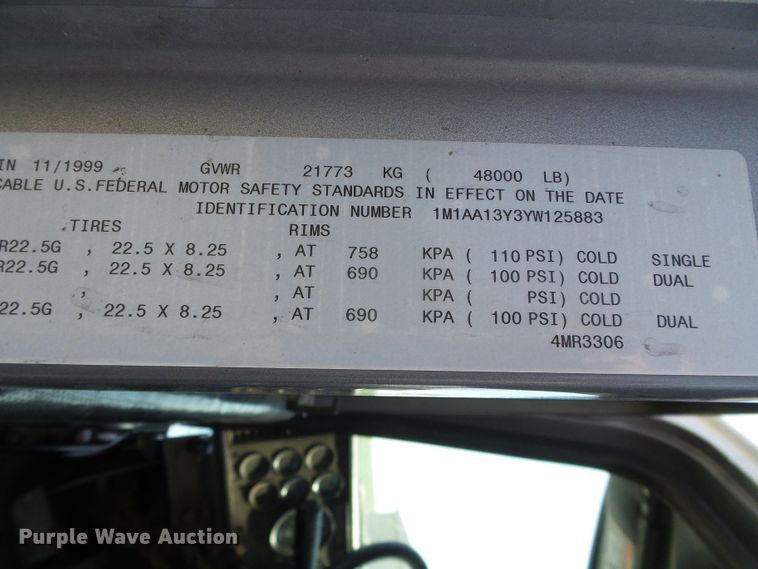 IN 11/1999 GVWR 21773 KG ( 48000 LB)
CABLE U.S.FEDERAL MOTOR SAFETY STANDARDS IN EFFECT ON THE DATE
IDENTIFICATION NUMBER 1M1AA13Y3YW125883
TIRES RIMS
R22.5G , 22.5 X 8.25 , AT 758 KPA ( 110 PSI) COLD SINGLE
R22.5G , 22.5 X 8.25 , AT 690 KPA ( 100 PSI) COLD DUAL
, , AT KPA ( PSI) COLD
22.5G , 22.5 X 8.25 , AT 690 KPA ( 100 PSI) COLD DUAL
4MR3306
Purple Wave Auction